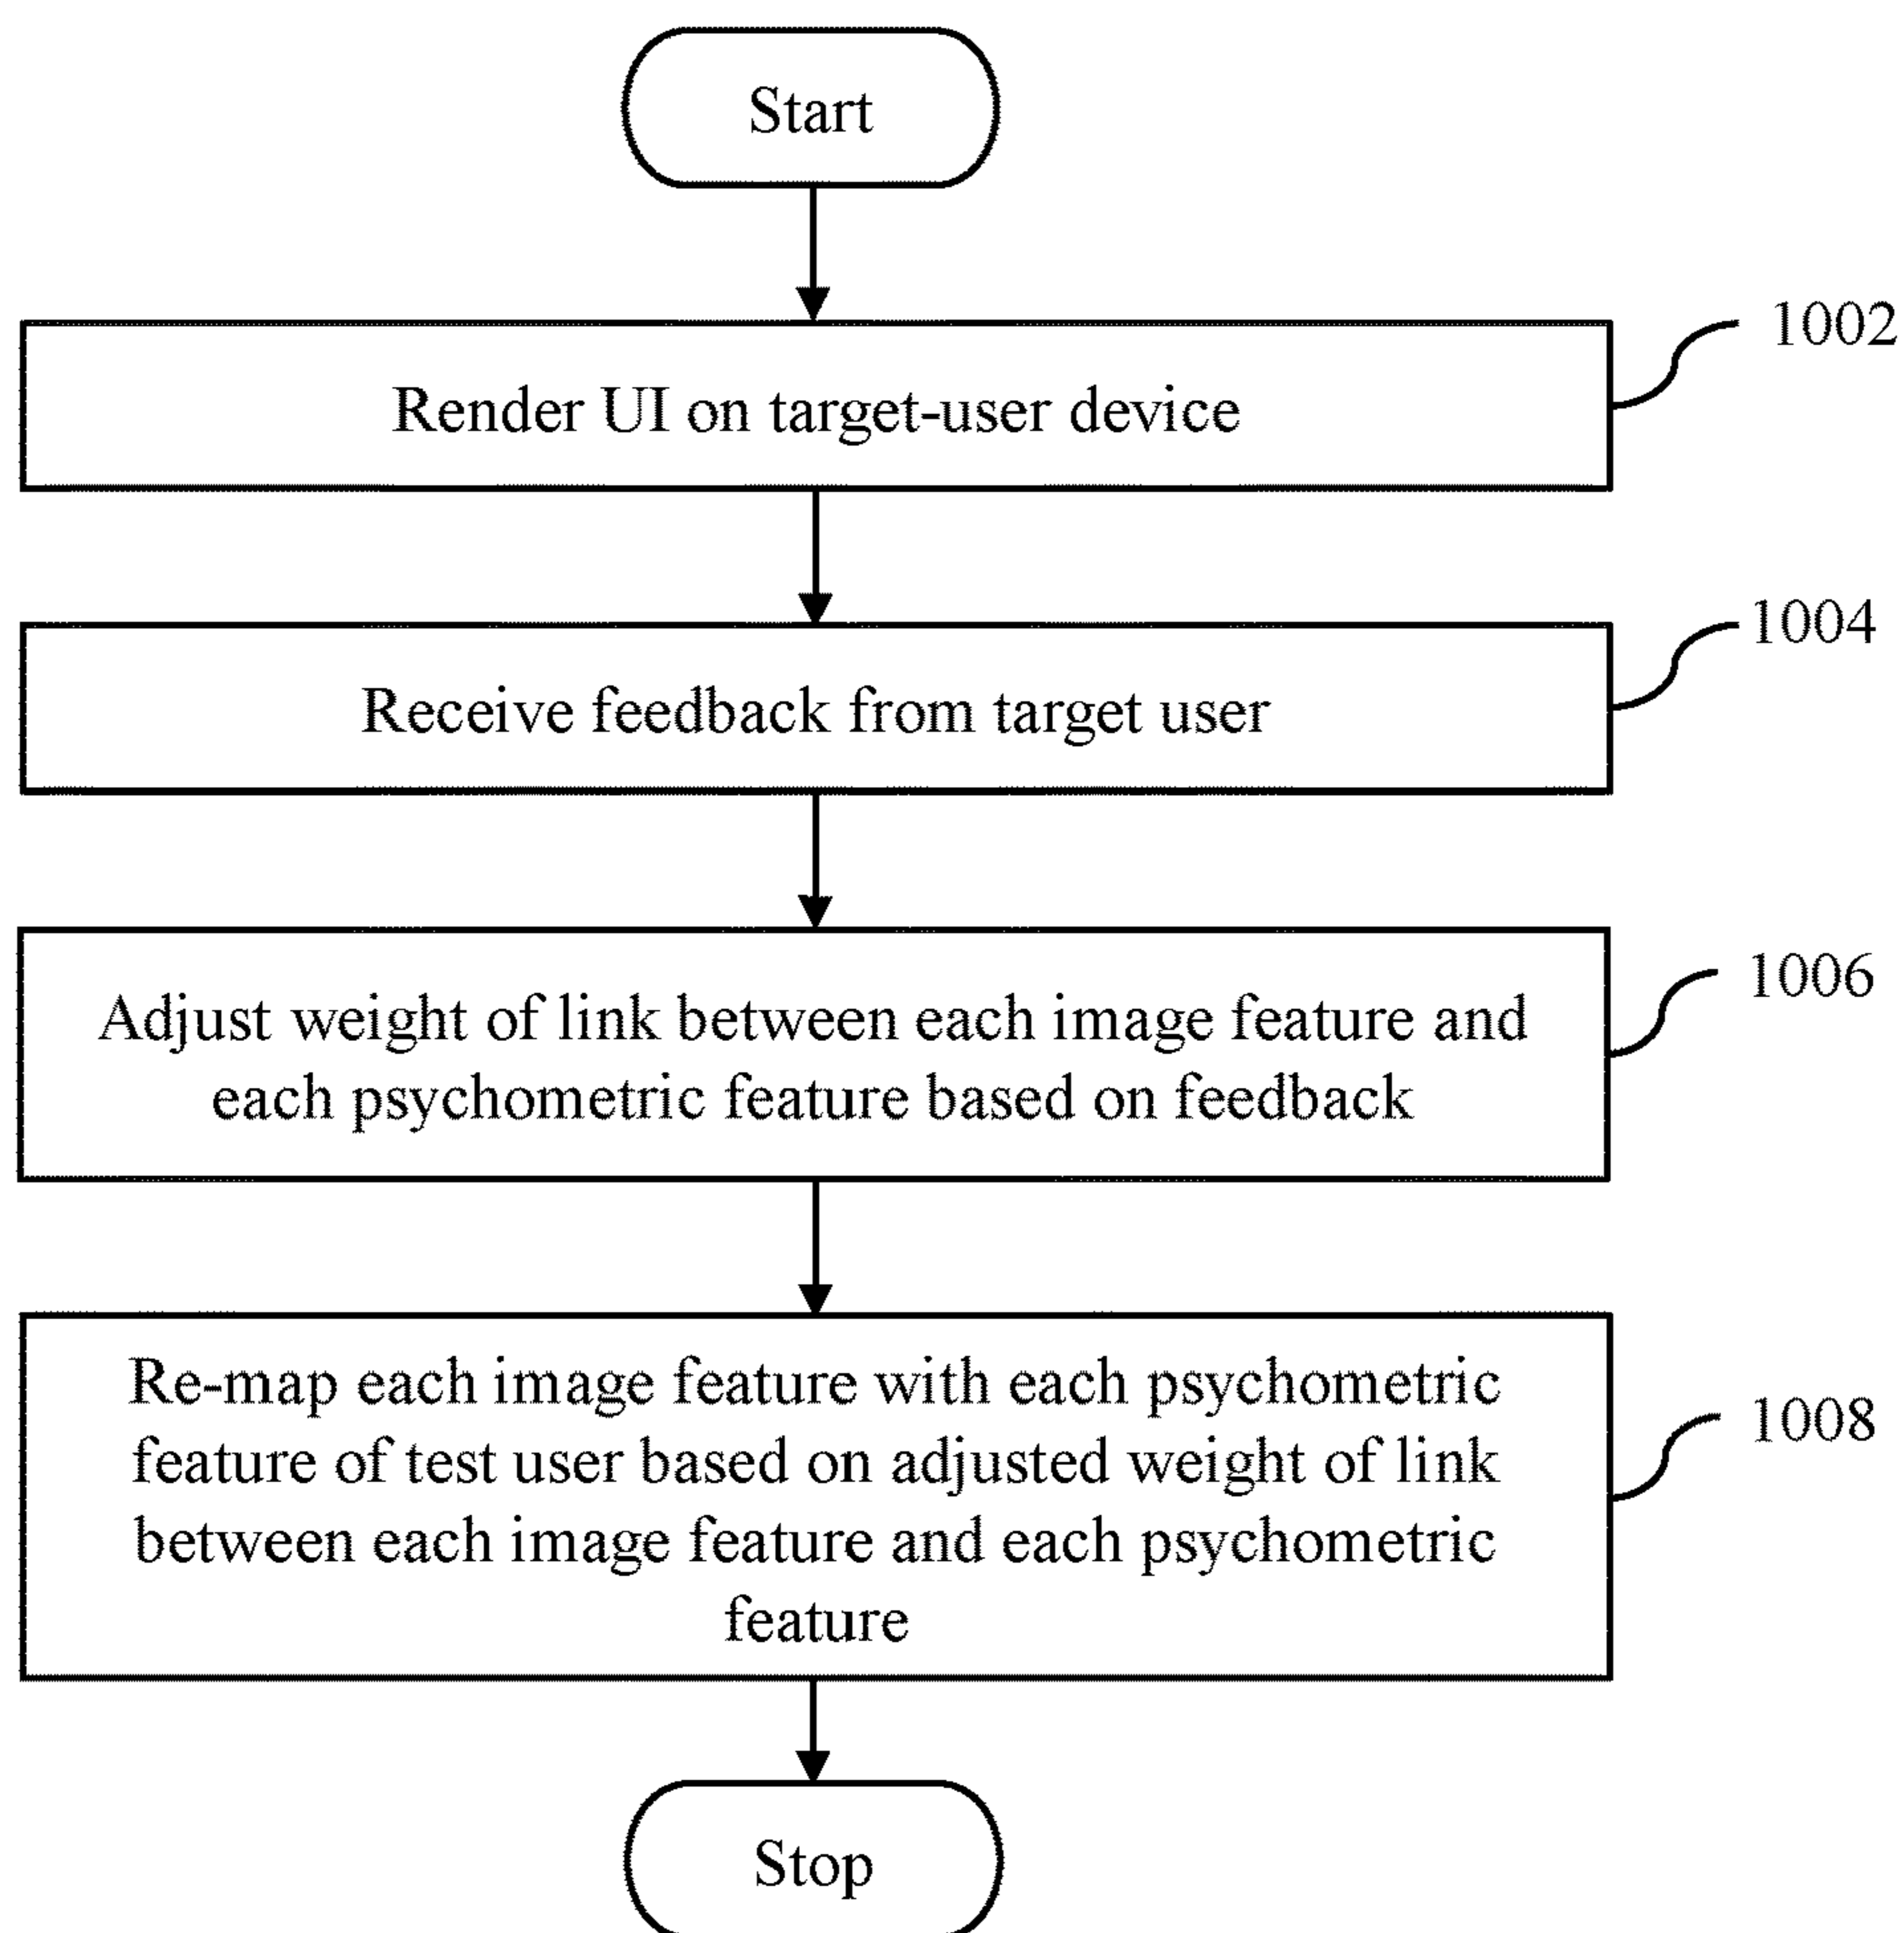 Start
1002
Render UI on target-user device
1004
Receive feedback from target user
1006
Adjust weight of link between each image feature and
each psychometric feature based on feedback
1008
Re-map each image feature with each psychometric
feature of test user based on adjusted weight of link
between each image feature and each psychometric
feature
Stop